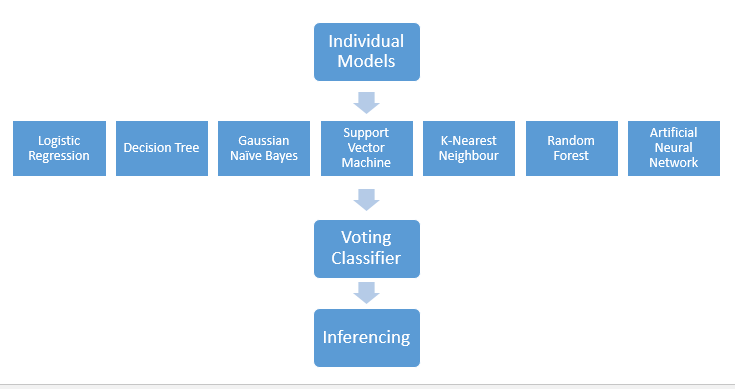 Individual
Models
Logistic
Regression
Decision Tree
Gaussian
Naïve Bayes
Support
Vector
Machine
K-Nearest
Neighbour
Random
Forest
Artificial
Neural
Network
Voting
Classifier
Inferencing